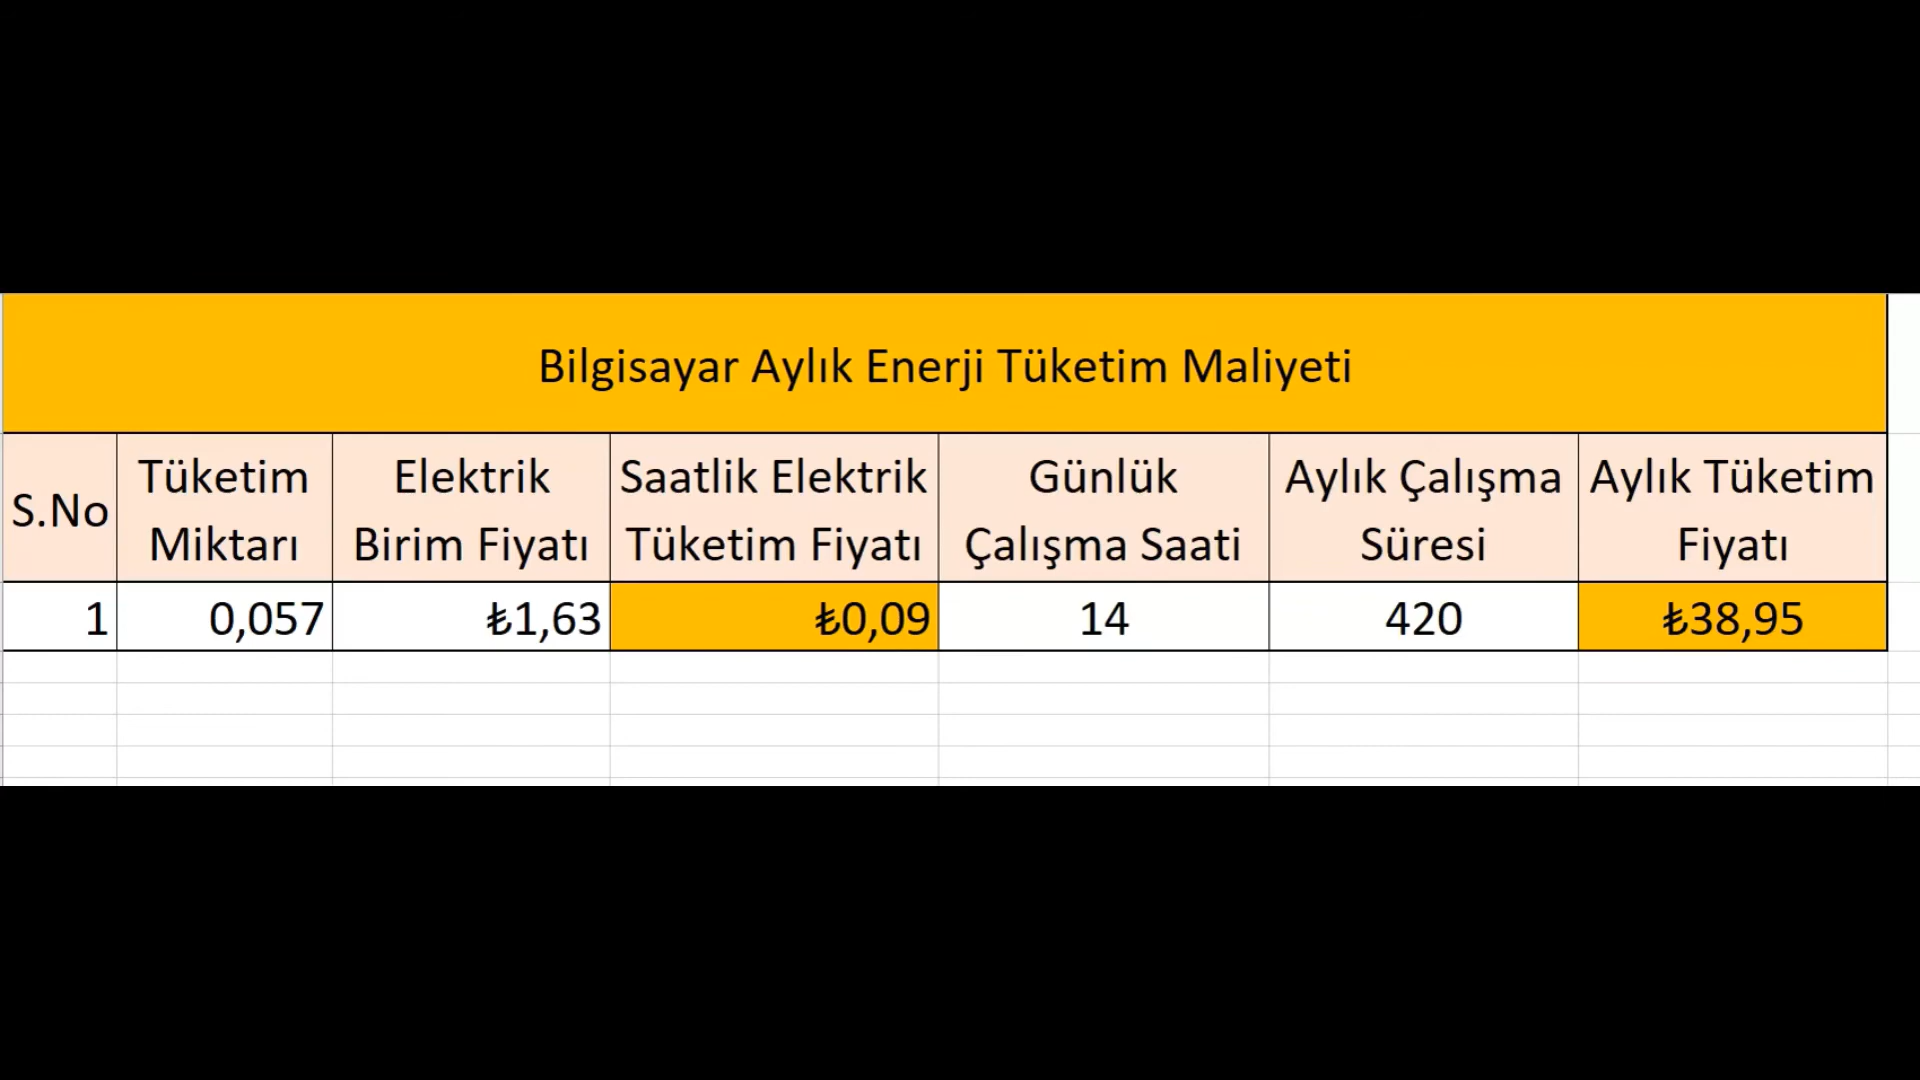 Bilgisayar Aylık Enerji Tüketim Maliyeti
S.No
Tüketim
Miktarı
Elektrik
Birim Fiyatı
Saatlik Elektrik
Tüketim Fiyatı
Günlük
Çalışma Saati
Aylık Çalışma
Süresi
Aylık Tüketim
Fiyatı
1
0,057
₺1,63
₺0,09
14
420
₺38,95